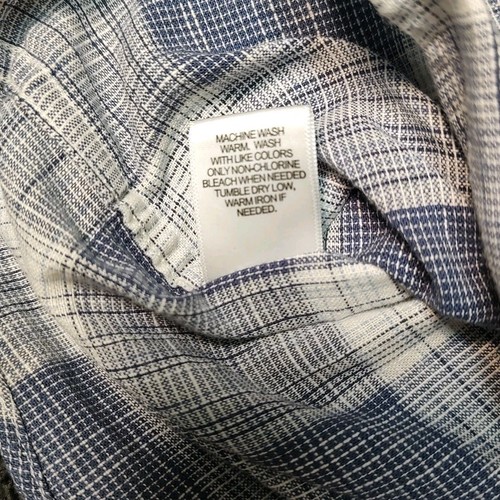 MACHINE WASH
WARM. WASH
WITH LIKE COLORS
ONLY NON-CHLORINE
BLEACH WHEN NEEDED
TUMBLE DRY LOW,
WARM IRON IF
NEEDED.